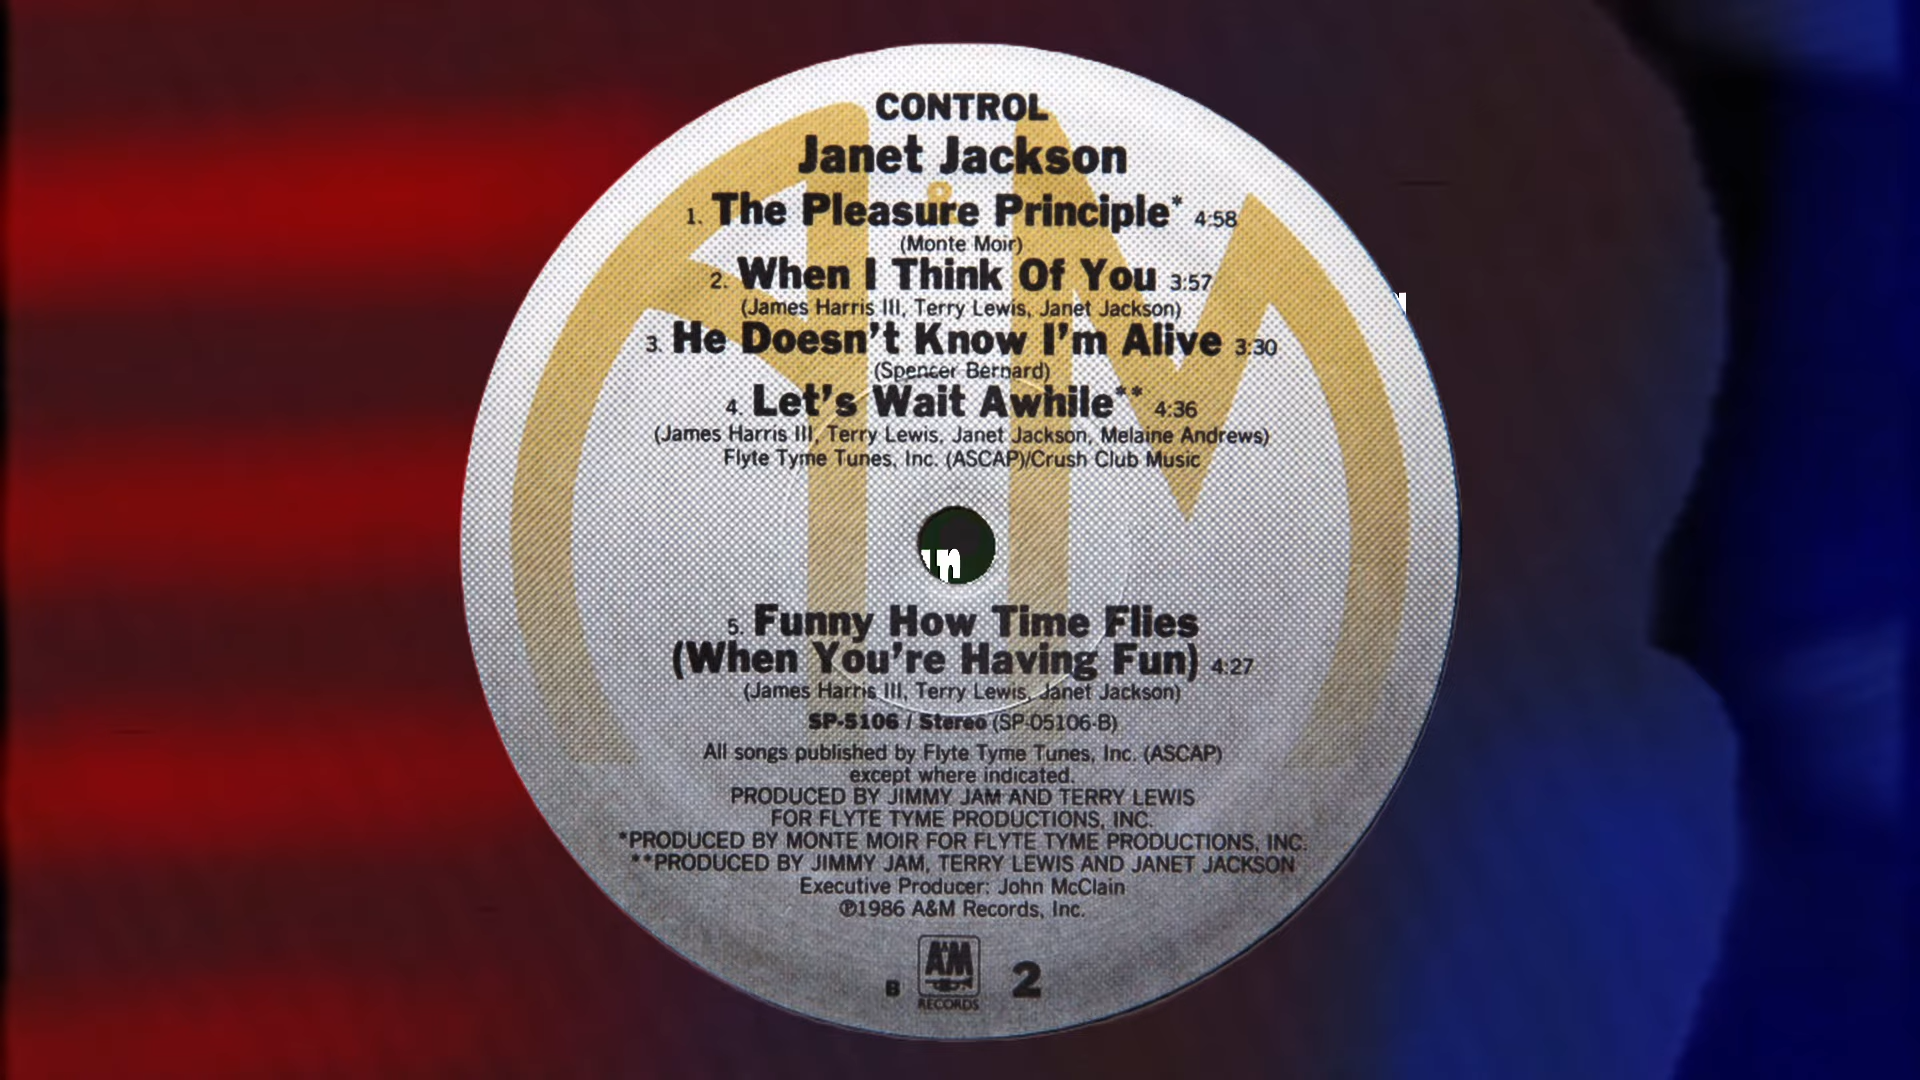 CONTROL
Janet Jackson
1. The Pleasure Principle* 4:58
(Monte Moir)
2. When I Think Of You 3:57
(James Harris III, Terry Lewis, Janet Jackson)
3. He Doesn't Know I'm Alive 3:30
(Spencer Bernard)
4. Let's Wait Awhile** 4:36
(James Harris III, Terry Lewis, Janet Jackson, Melaine Andrews)
Flyte Tyme Tunes, Inc. (ASCAP)/Crush Club Music
5. Funny How Time Flies
(When You're Having Fun) 4:27
(James Harris III, Terry Lewis, Janet Jackson)
SP-5106 / Stereo (SP-05106-B)
All songs published by Flyte Tyme Tunes, Inc. (ASCAP)
except where indicated.
PRODUCED BY JIMMY JAM AND TERRY LEWIS
FOR FLYTE TYME PRODUCTIONS, INC.
*PRODUCED BY MONTE MOIR FOR FLYTE TYME PRODUCTIONS, INC.
**PRODUCED BY JIMMY JAM, TERRY LEWIS AND JANET JACKSON
Executive Producer: John McClain
℗1986 A&M Records, Inc.
B A&M 2
RECORDS